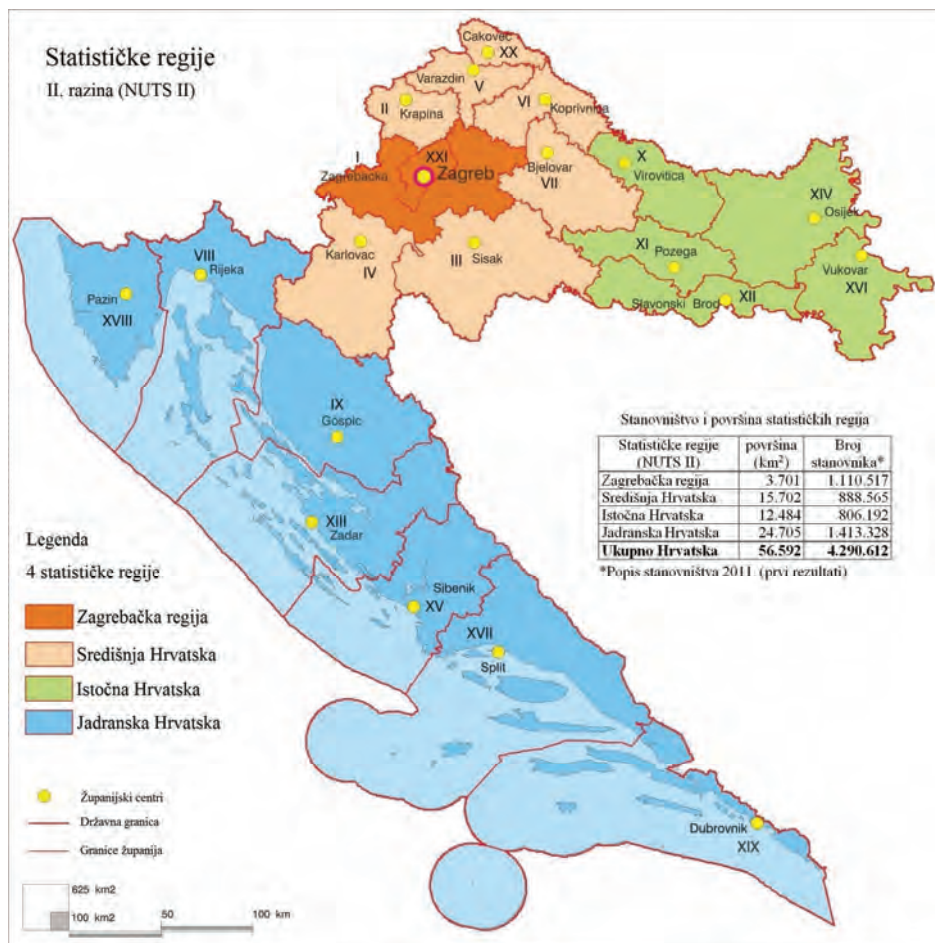 Statističke regije
II. razina (NUTS II)
Cakovec
XX
Varazdin
V
II
Krapina
VI
Koprivnica
I
Zagrebacka
XXI
Zagreb
Bjelovar
VII
X
Virovitica
XIV
Osijek
Karlovac
IV
III
Sisak
XI
Pozega
Slavonski Brod
XII
Vukovar
XVI
VIII
Rijeka
Pazin
XVIII
IX
Gospic
XIII
Zadar
Sibenik
XV
XVII
Split
Dubrovnik
XIX
Stanovništvo i površina statističkih regija
Statističke regije (NUTS II) površina (km²) Broj stanovnika*
Zagrebačka regija 3.701 1.110.517
Središnja Hrvatska 15.702 888.565
Istočna Hrvatska 12.484 806.192
Jadranska Hrvatska 24.705 1.413.328
Ukupno Hrvatska 56.592 4.290.612
*Popis stanovništva 2011. (prvi rezultati)
Legenda
4 statističke regije
Zagrebačka regija
Središnja Hrvatska
Istočna Hrvatska
Jadranska Hrvatska
Županijski centri
Državna granica
Granice županija
625 km2
100 km2
50
100 km